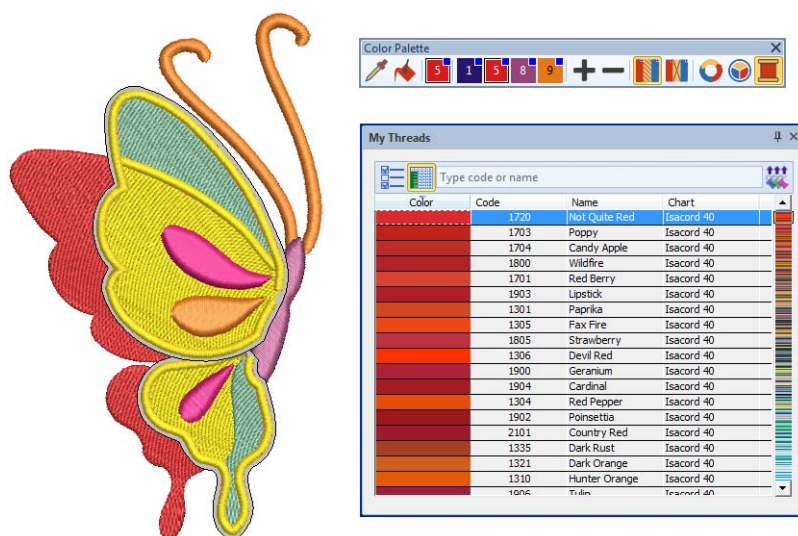 Color Palette
5 1 5 8 9
My Threads
Type code or name
Color Code Name Chart
1720 Not Quite Red Isacord 40
1703 Poppy Isacord 40
1704 Candy Apple Isacord 40
1800 Wildfire Isacord 40
1701 Red Berry Isacord 40
1903 Lipstick Isacord 40
1301 Paprika Isacord 40
1305 Fax Fire Isacord 40
1805 Strawberry Isacord 40
1306 Devil Red Isacord 40
1900 Geranium Isacord 40
1904 Cardinal Isacord 40
1304 Red Pepper Isacord 40
1902 Poinsettia Isacord 40
2101 Country Red Isacord 40
1335 Dark Rust Isacord 40
1321 Dark Orange Isacord 40
1310 Hunter Orange Isacord 40
1906 Tulip Isacord 40